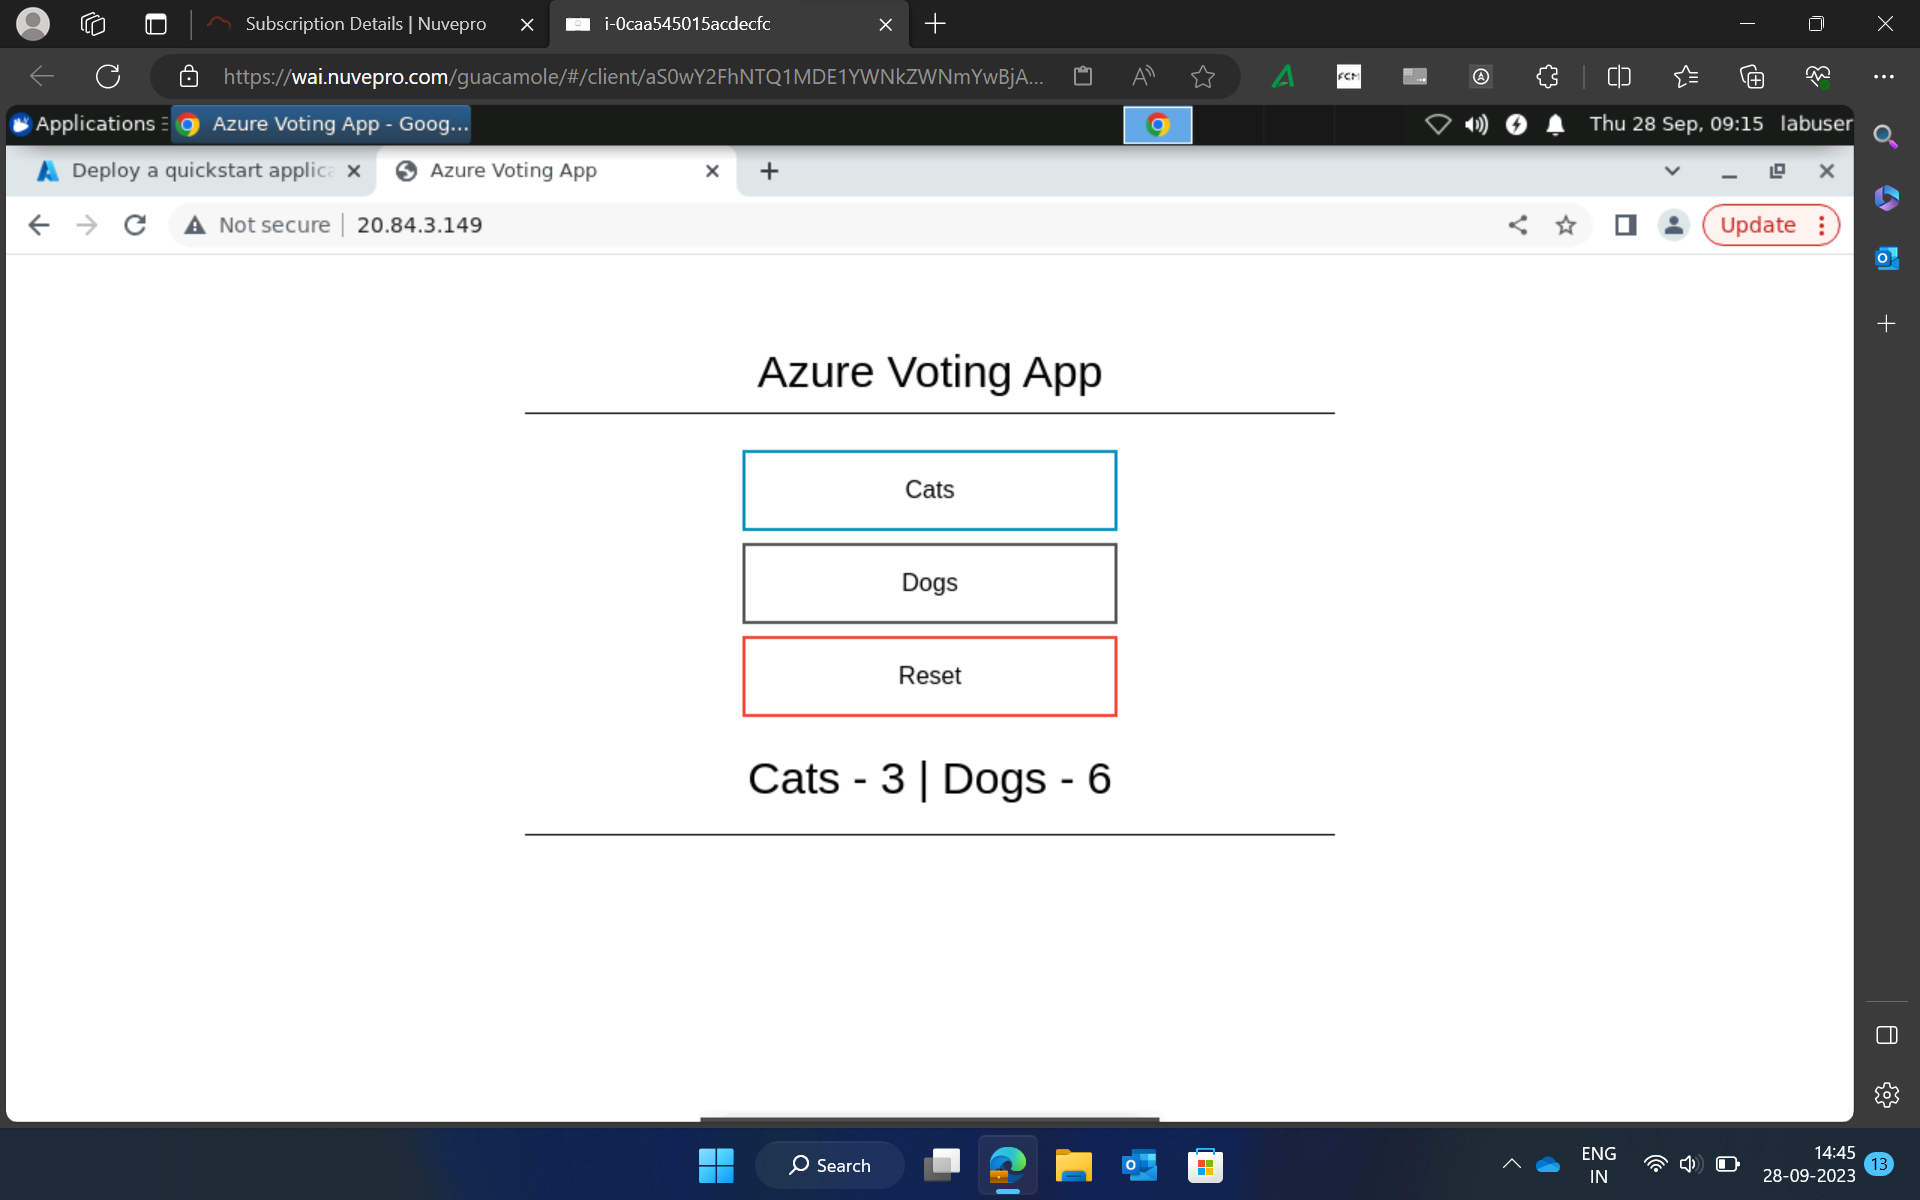 Subscription Details | Nuvepro
i-0caa545015acdecfc
https://wai.nuvepro.com/guacamole/#/client/aS0wY2FhNTQ1MDE1YWNkZWNmYwBjA...
FCM
Applications
Azure Voting App - Goog...
Thu 28 Sep, 09:15 labuser
Deploy a quickstart applica
Azure Voting App
Not secure | 20.84.3.149
Update
Azure Voting App
Cats
Dogs
Reset
Cats - 3 | Dogs - 6
Search
ENG
IN
14:45
28-09-2023
13